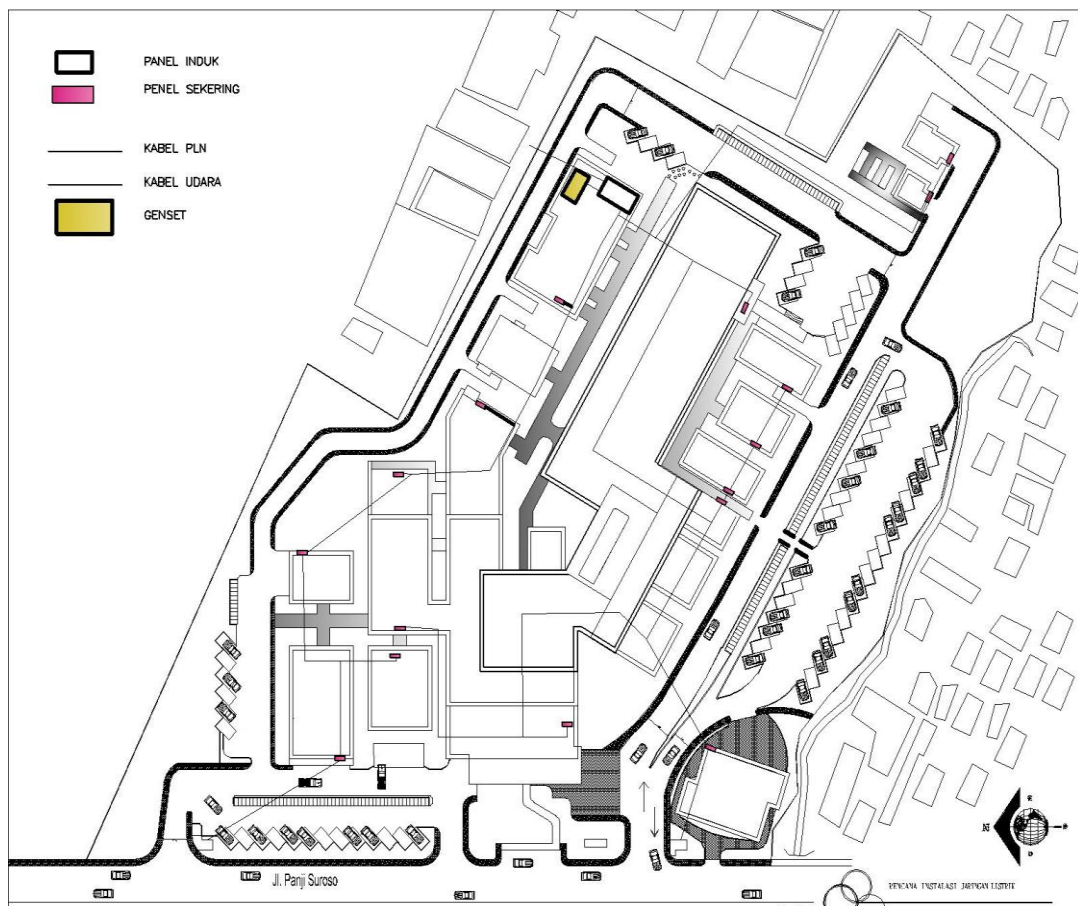 PANEL INDUK
PENEL SEKERING
KABEL PLN
KABEL UDARA
GENSET
Jl. Panji Suroso
RENCANA INSTALASI JARINGAN LISTRIK